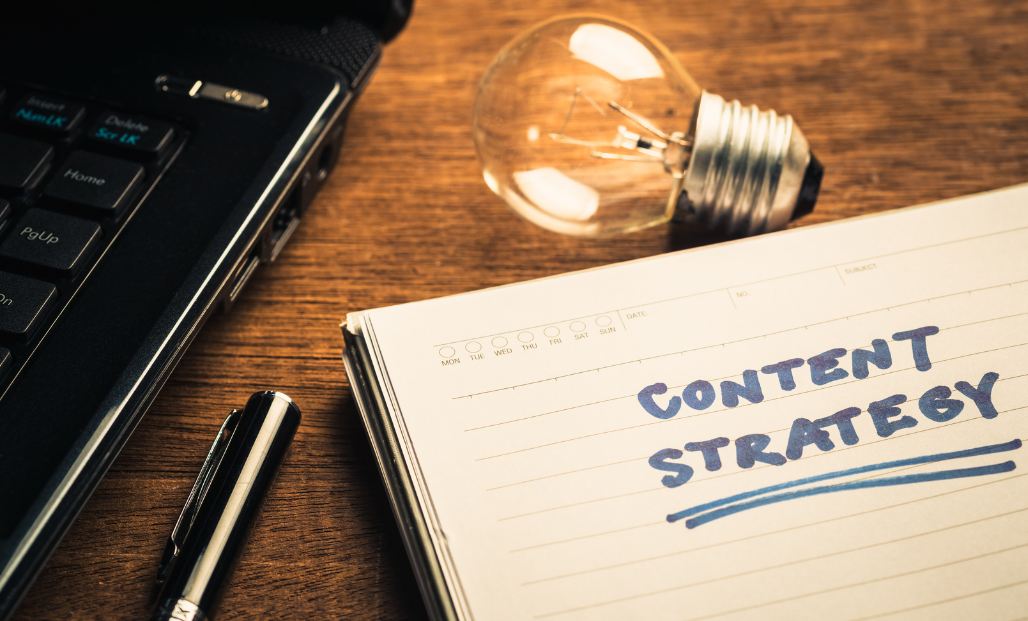 Insert
NumLK
Delete
Scr LK
Home
PgUp
MON TUE WED THU FRI SAT SUN
DATE:
NO.
SUBJECT:
CONTENT
STRATEGY